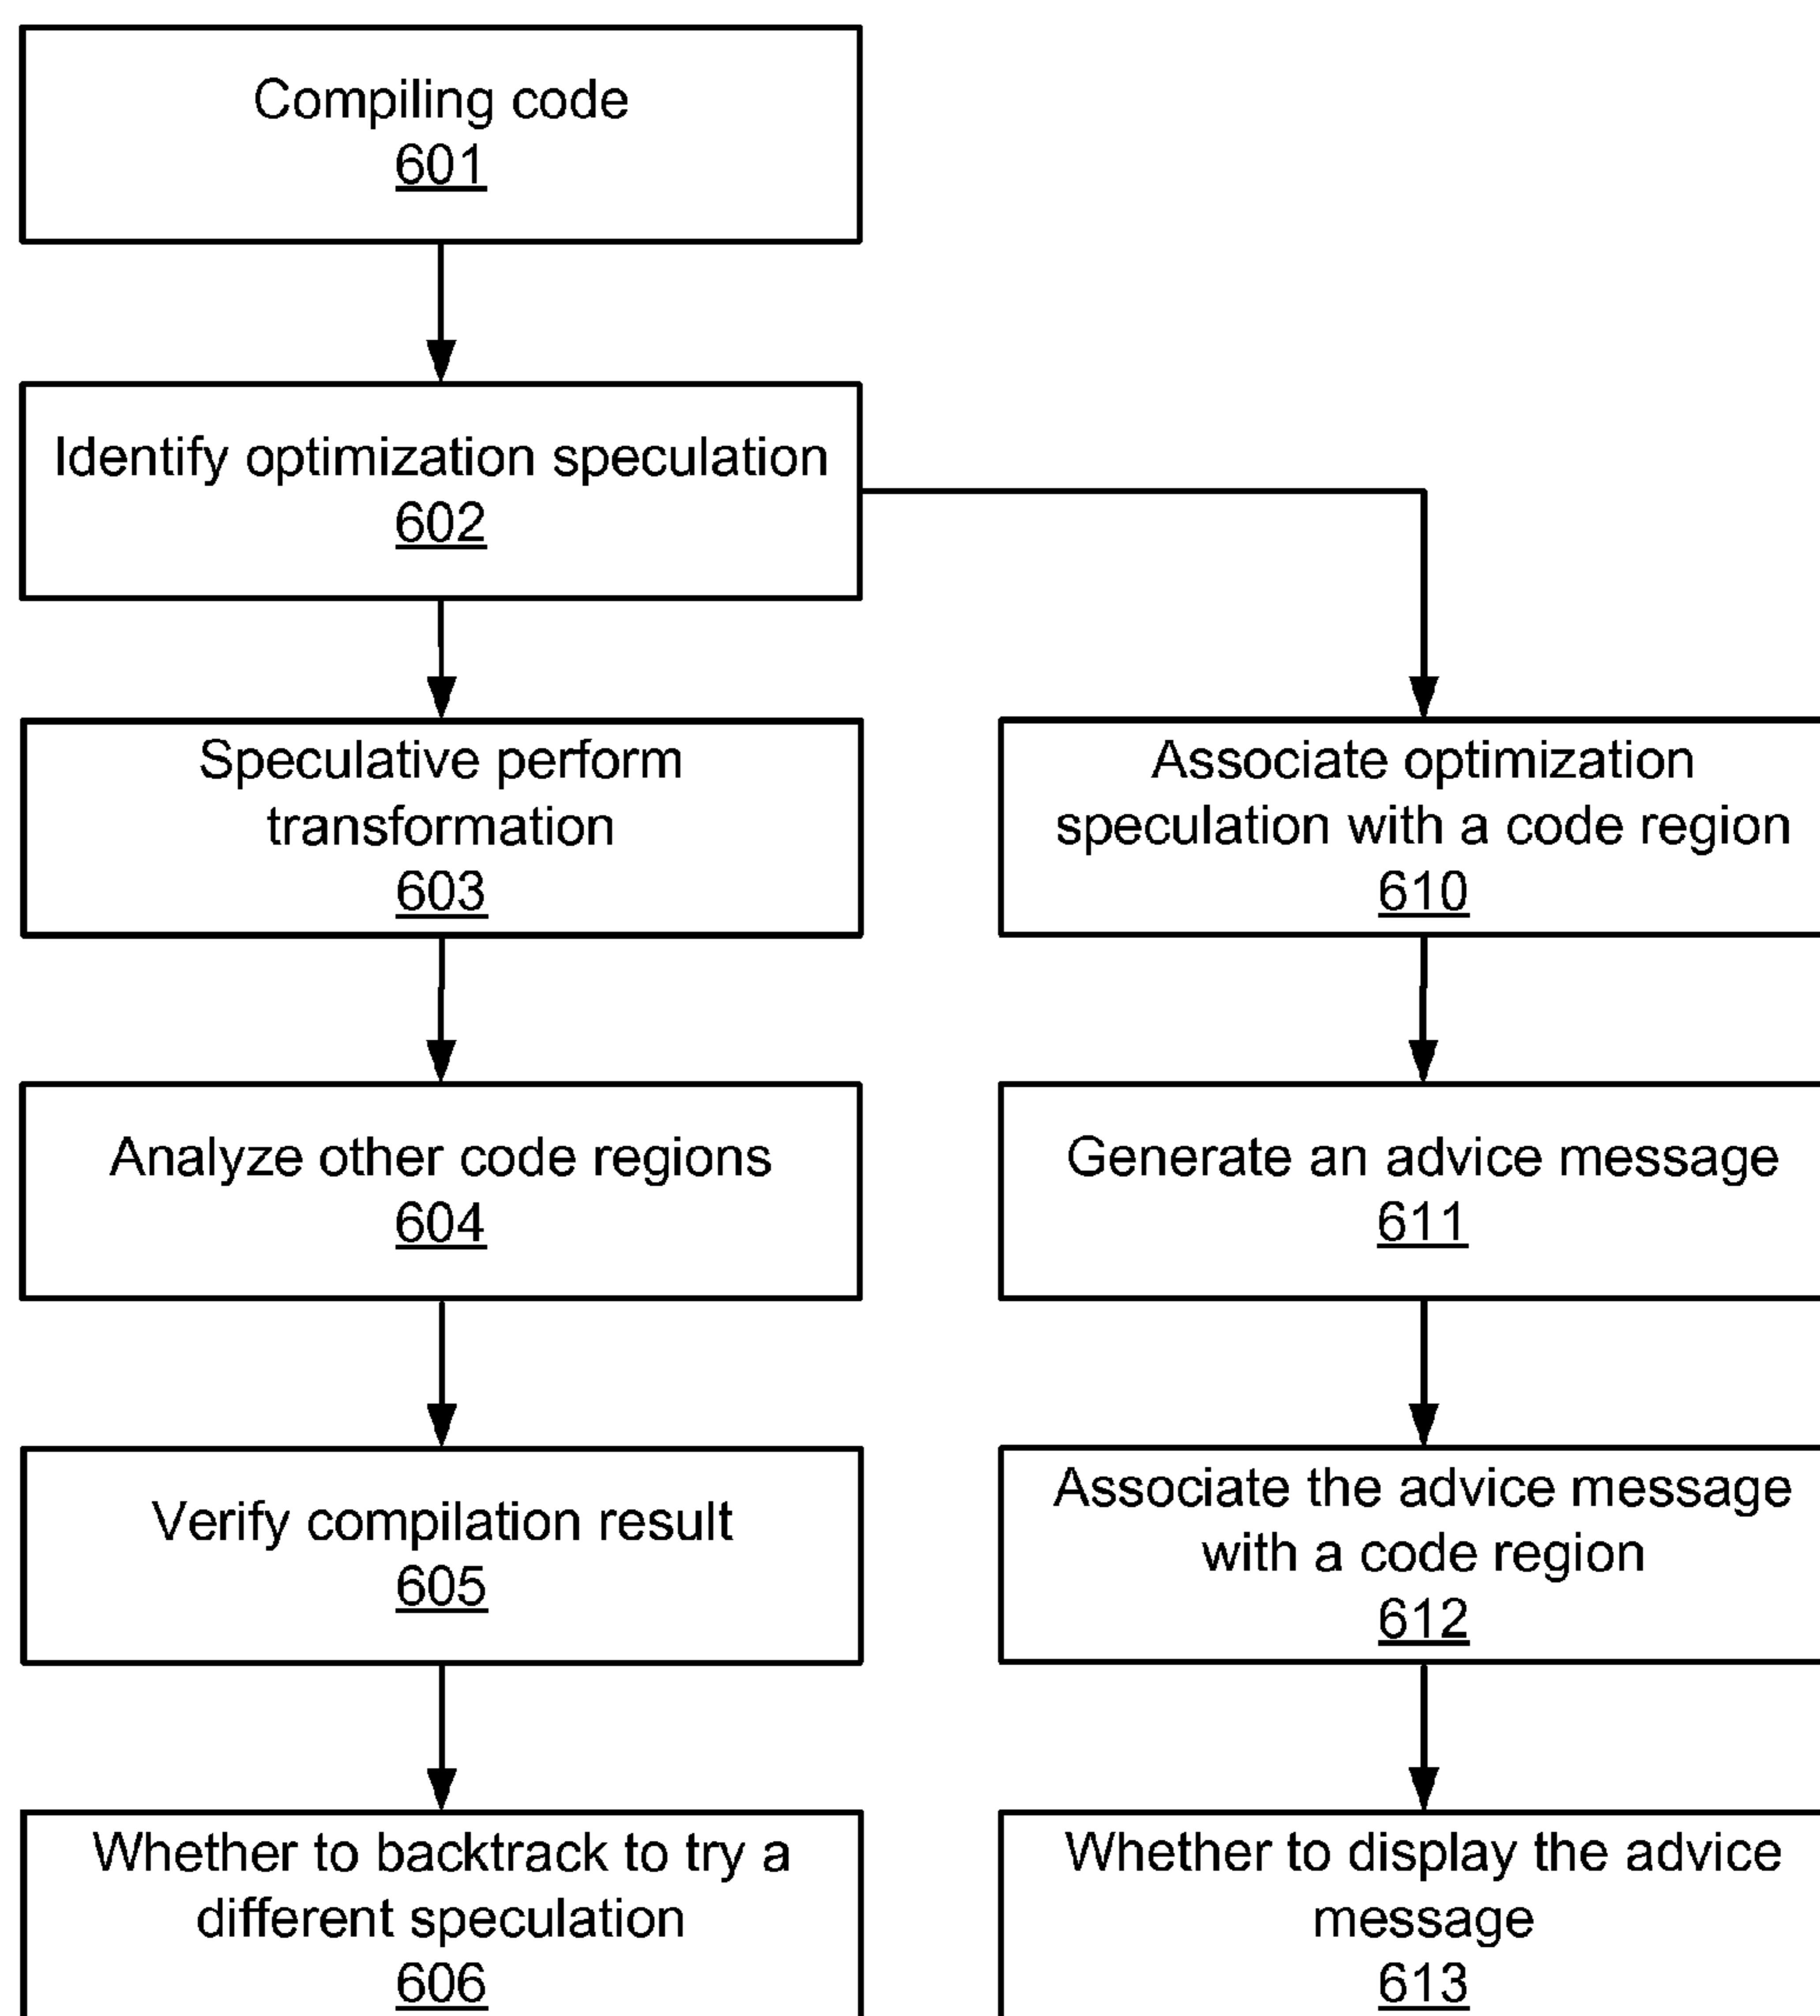 Compiling code
601
Identify optimization speculation
602
Speculative perform
transformation
603
Analyze other code regions
604
Verify compilation result
605
Whether to backtrack to try a
different speculation
606
Associate optimization
speculation with a code region
610
Generate an advice message
611
Associate the advice message
with a code region
612
Whether to display the advice
message
613